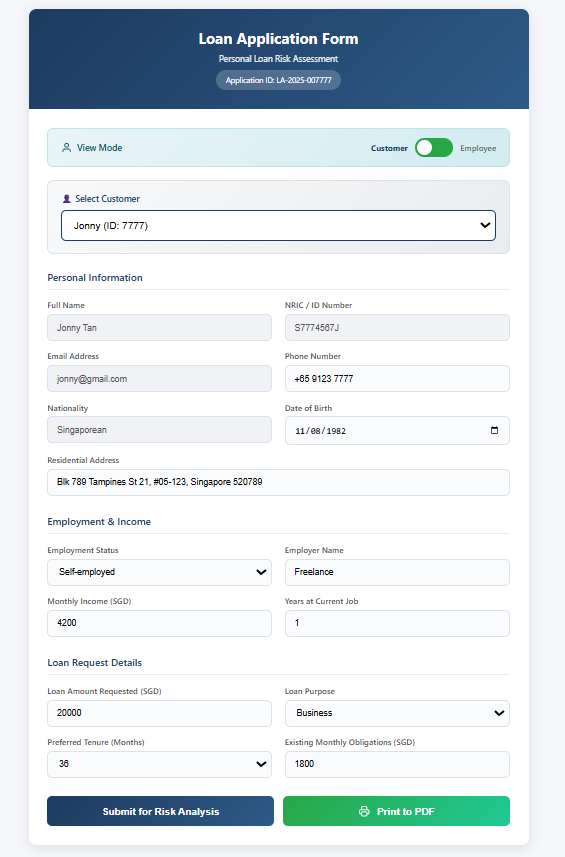 Loan Application Form
Personal Loan Risk Assessment
Application ID: LA-2025-007777
View Mode
Customer Employee
Select Customer
Jonny (ID: 7777)
Personal Information
Full Name NRIC / ID Number
Jonny Tan S7774567J
Email Address Phone Number
jonny@gmail.com +65 9123 7777
Nationality Date of Birth
Singaporean 11/08/1982
Residential Address
Blk 789 Tampines St 21, #05-123, Singapore 520789
Employment & Income
Employment Status Employer Name
Self-employed Freelance
Monthly Income (SGD) Years at Current Job
4200 1
Loan Request Details
Loan Amount Requested (SGD) Loan Purpose
20000 Business
Preferred Tenure (Months) Existing Monthly Obligations (SGD)
36 1800
Submit for Risk Analysis Print to PDF